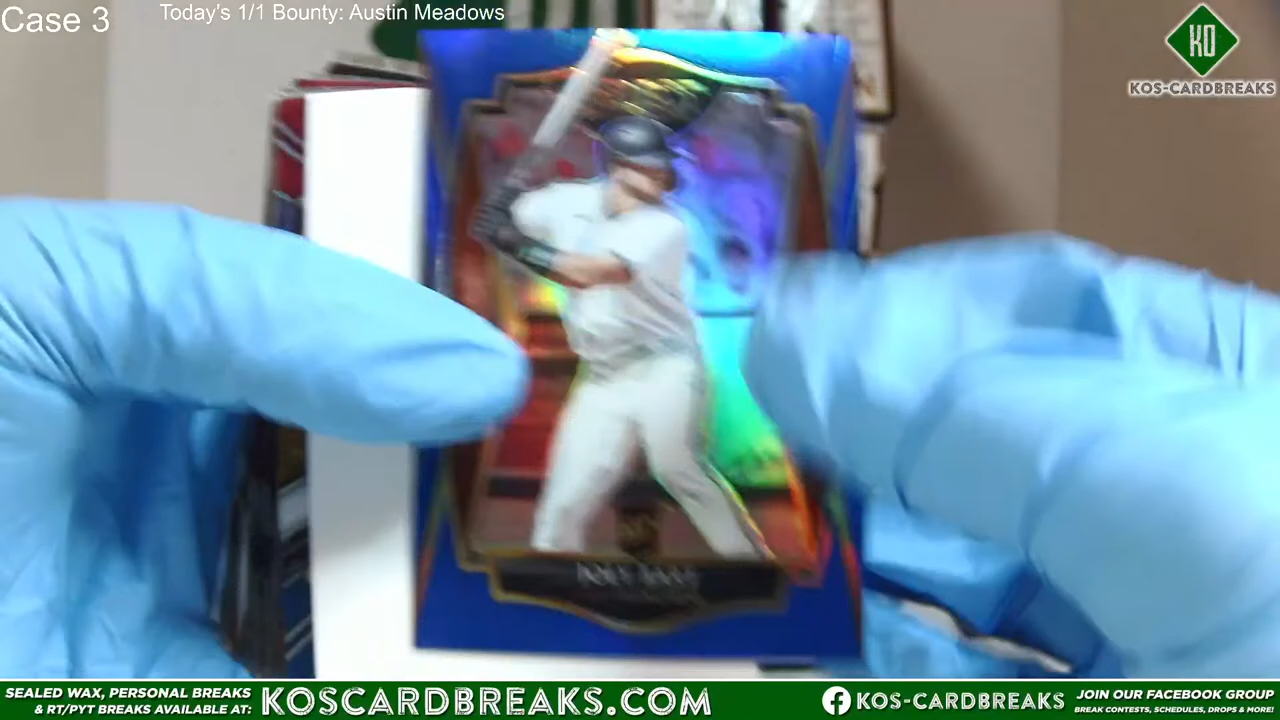 Case 3
Today's 1/1 Bounty: Austin Meadows
KO
KOS-CARDBREAKS
SEALED WAX, PERSONAL BREAKS
& RT/PYT BREAKS AVAILABLE AT:
KOSCARDBREAKS.COM
KOS-CARDBREAKS
JOIN OUR FACEBOOK GROUP
BREAK CONTESTS, SCHEDULES, DROPS & MORE!